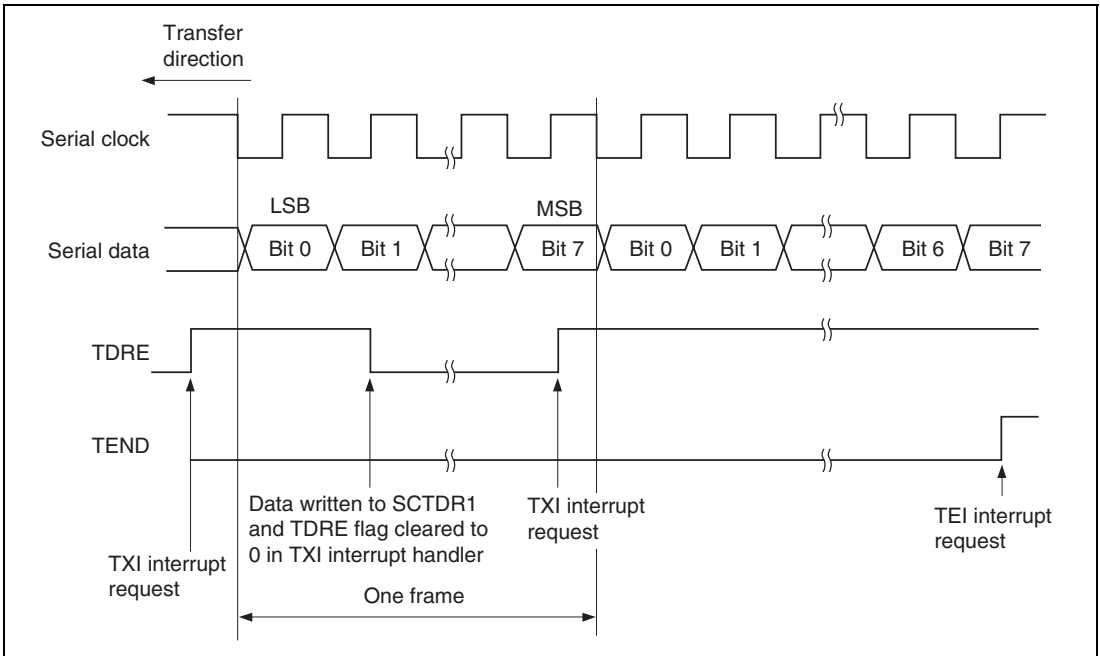 Transfer
direction
Serial clock
LSB
MSB
Serial data
Bit 0
Bit 1
Bit 7
Bit 0
Bit 1
Bit 6
Bit 7
TDRE
TEND
Data written to SCTDR1
and TDRE flag cleared to
0 in TXI interrupt handler
TXI interrupt
request
TEI interrupt
request
TXI interrupt
request
One frame